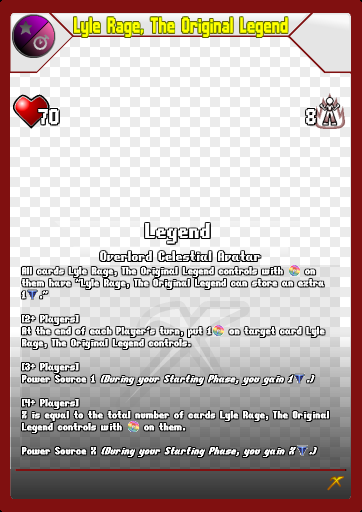 Lyle Rage, The Original Legend
70
8
Legend
Overlord Celestial Avatar
All cards Lyle Rage, The Original Legend controls with on
them have "Lyle Rage, The Original Legend can store an extra
1."
[2+ Players]
At the end of each Player's turn, put 1 on target card Lyle
Rage, The Original Legend controls.
[3+ Players]
Power Source 1 (During your Starting Phase, you gain 1.)
[4+ Players]
X is equal to the total number of cards Lyle Rage, The Original
Legend controls with on them.
Power Source X (During your Starting Phase, you gain X.)